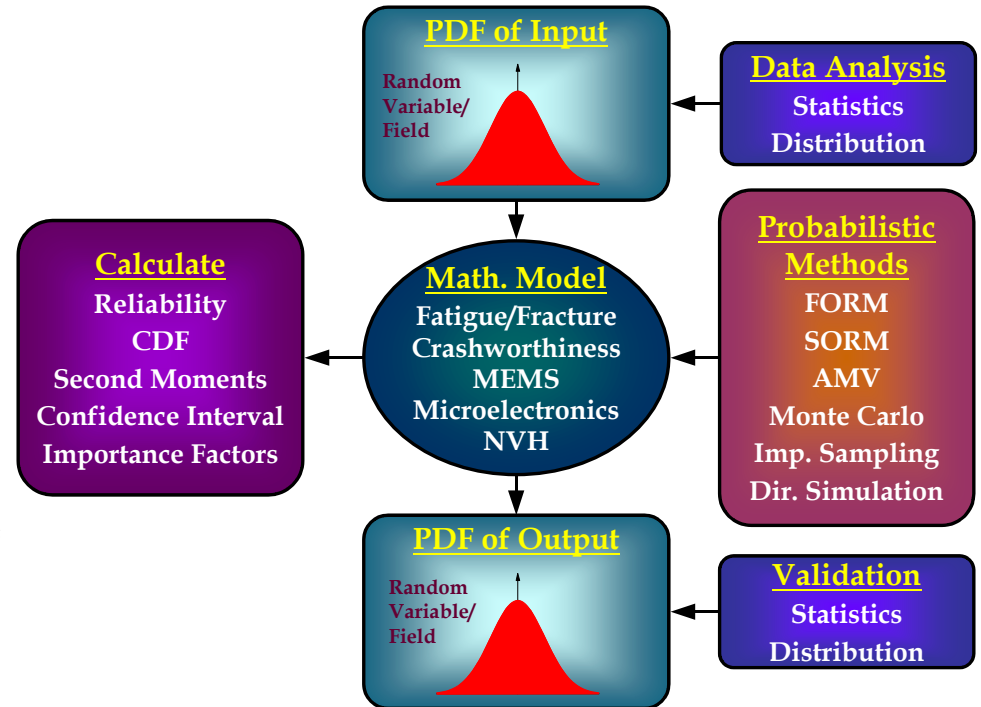 PDF of Input
Random
Variable/
Field
Data Analysis
Statistics
Distribution
Calculate
Reliability
CDF
Second Moments
Confidence Interval
Importance Factors
Math. Model
Fatigue/Fracture
Crashworthiness
MEMS
Microelectronics
NVH
Probabilistic
Methods
FORM
SORM
AMV
Monte Carlo
Imp. Sampling
Dir. Simulation
PDF of Output
Random
Variable/
Field
Validation
Statistics
Distribution